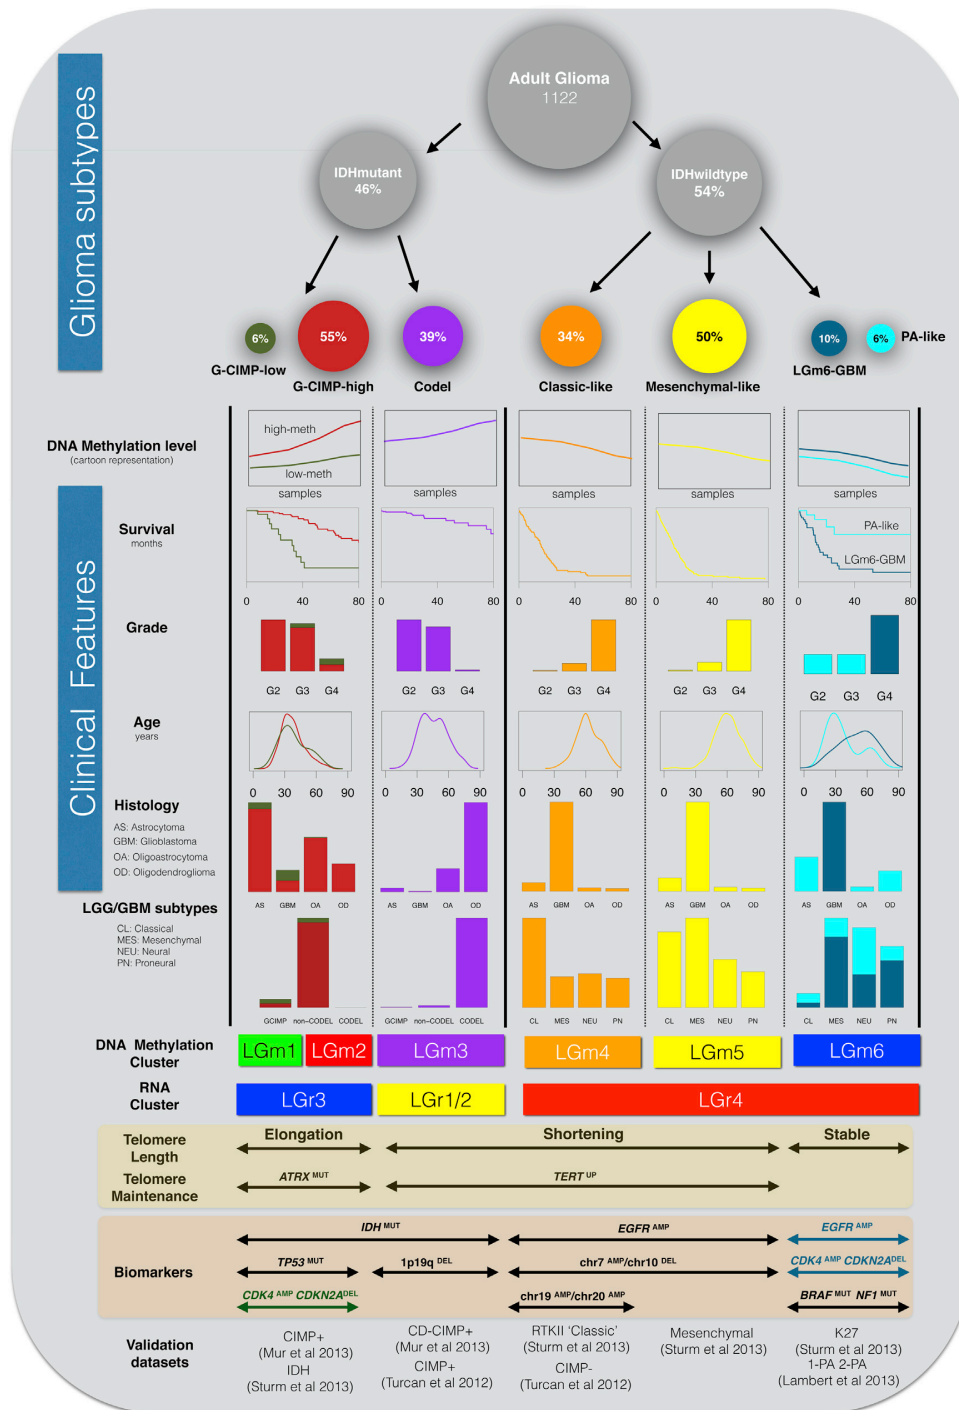 Glioma subtypes
Adult Glioma
1122
IDHmutant
46%
IDHwildtype
54%
6%
G-CIMP-low
55%
G-CIMP-high
39%
Codel
34%
Classic-like
50%
Mesenchymal-like
10%
LGm6-GBM
6%
PA-like
DNA Methylation level
(cartoon representation)
high-meth
low-meth
samples
samples
samples
samples
samples
Clinical Features
Survival
months
PA-like
LGm6-GBM
0 40 80
0 40 80
0 40 80
0 40 80
0 40 80
Grade
G2 G3 G4
G2 G3 G4
G2 G3 G4
G2 G3 G4
G2 G3 G4
Age
years
0 30 60 90
0 30 60 90
0 30 60 90
0 30 60 90
0 30 60 90
Histology
AS: Astrocytoma
GBM: Glioblastoma
OA: Oligoastrocytoma
OD: Oligodendroglioma
AS GBM OA OD
AS GBM OA OD
AS GBM OA OD
AS GBM OA OD
AS GBM OA OD
LGG/GBM subtypes
CL: Classical
MES: Mesenchymal
NEU: Neural
PN: Proneural
GCIMP non-CODEL CODEL
GCIMP non-CODEL CODEL
CL MES NEU PN
CL MES NEU PN
CL MES NEU PN
DNA Methylation
Cluster
LGm1 LGm2 LGm3 LGm4 LGm5 LGm6
RNA
Cluster
LGr3 LGr1/2 LGr4
Telomere
Length
Elongation Shortening Stable
Telomere
Maintenance
ATRX MUT TERT UP
Biomarkers
IDH MUT EGFR AMP EGFR AMP
TP53 MUT 1p19q DEL chr7 AMP/chr10 DEL CDK4 AMP CDKN2A DEL
CDK4 AMP CDKN2A DEL chr19 AMP/chr20 AMP BRAF MUT NF1 MUT
Validation
datasets
CIMP+
(Mur et al 2013)
IDH
(Sturm et al 2013)
CD-CIMP+
(Mur et al 2013)
CIMP+
(Turcan et al 2012)
RTKII 'Classic'
(Sturm et al 2013)
CIMP-
(Turcan et al 2012)
Mesenchymal
(Sturm et al 2013)
K27
(Sturm et al 2013)
1-PA 2-PA
(Lambert et al 2013)